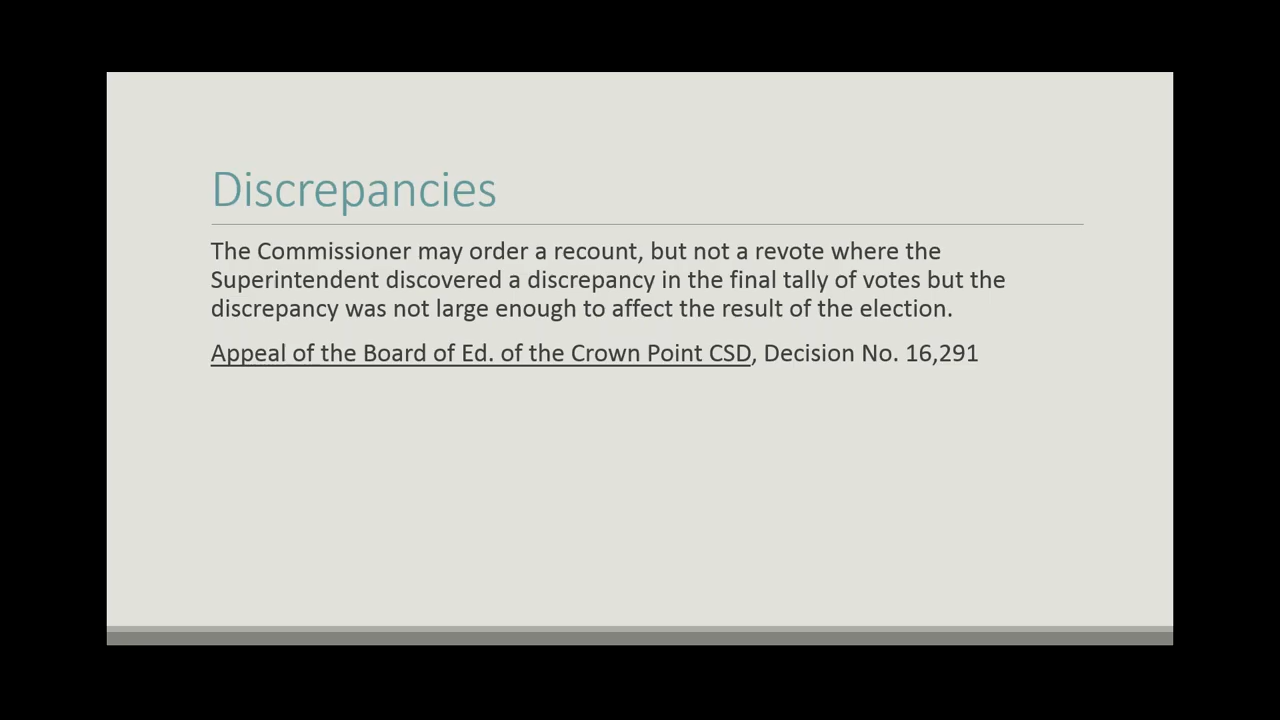 Discrepancies
The Commissioner may order a recount, but not a revote where the
Superintendent discovered a discrepancy in the final tally of votes but the
discrepancy was not large enough to affect the result of the election.
Appeal of the Board of Ed. of the Crown Point CSD, Decision No. 16,291